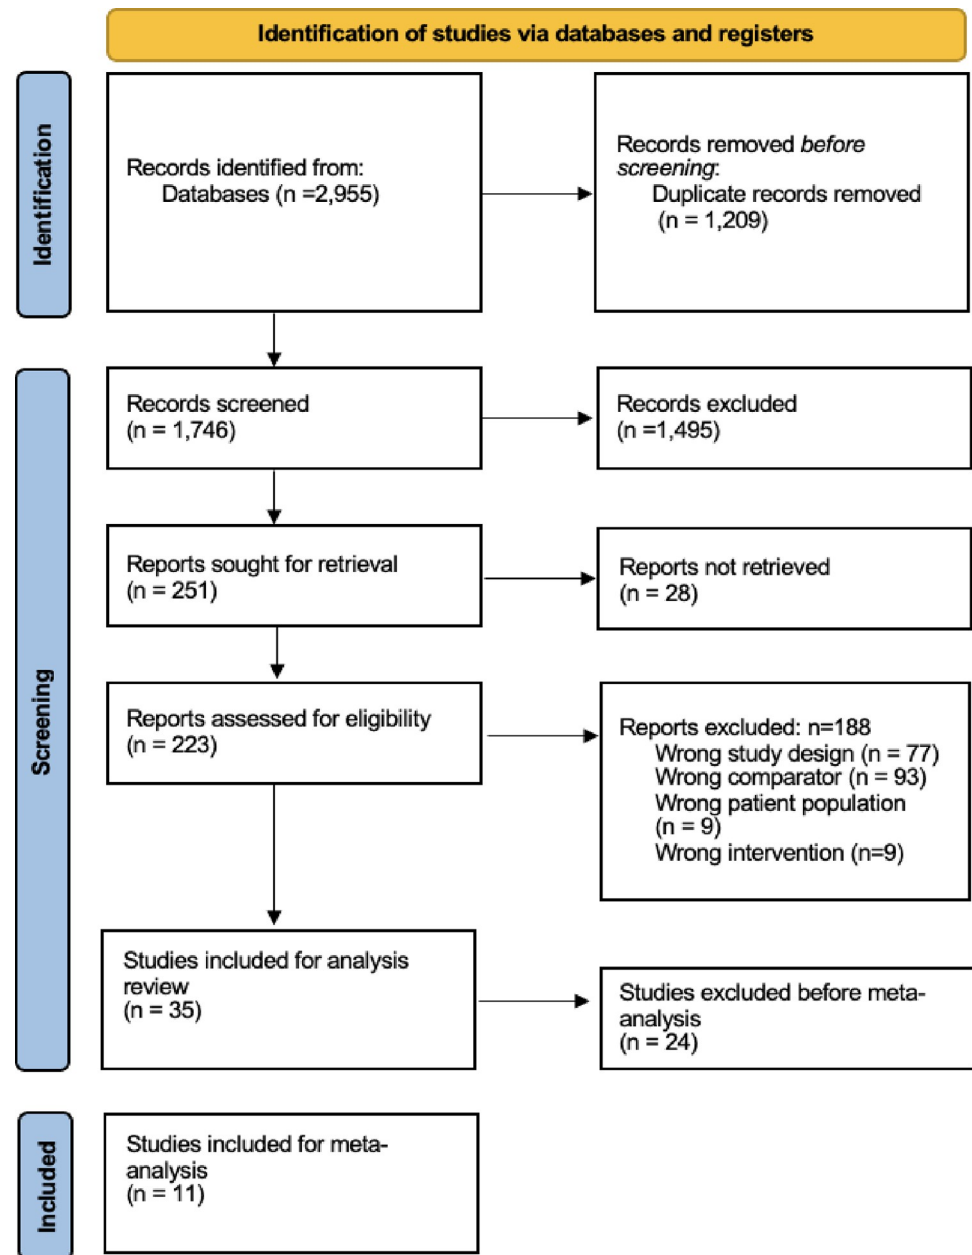 Identification of studies via databases and registers
Identification
Records identified from:
Databases (n =2,955)
Records removed before
screening:
Duplicate records removed
(n = 1,209)
Screening
Records screened
(n = 1,746)
Records excluded
(n =1,495)
Reports sought for retrieval
(n = 251)
Reports not retrieved
(n = 28)
Reports assessed for eligibility
(n = 223)
Reports excluded: n=188
Wrong study design (n = 77)
Wrong comparator (n = 93)
Wrong patient population
(n = 9)
Wrong intervention (n=9)
Studies included for analysis
review
(n = 35)
Studies excluded before meta-
analysis
(n = 24)
Included
Studies included for meta-
analysis
(n = 11)